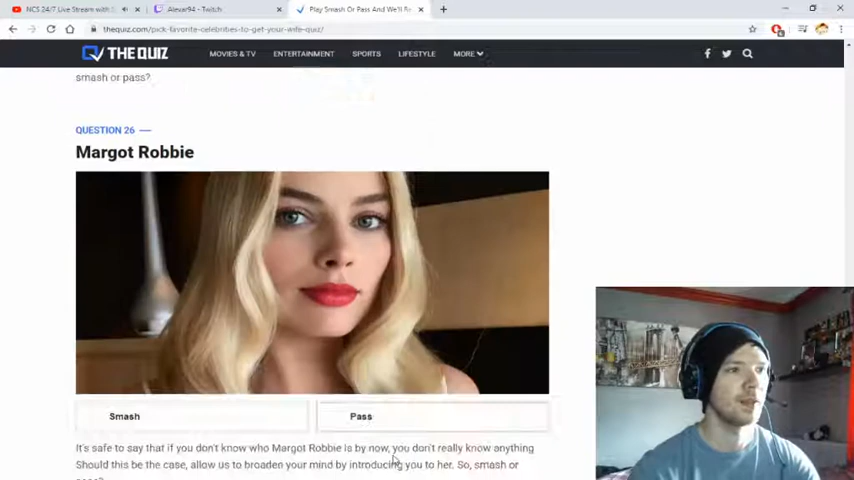 NCS 24/7 Live Stream with S
Alevar94 - Twitch
Play Smash Or Pass And We'll Re
thequiz.com/pick-favorite-celebribes-to-get-your-wife-quiz/
THE QUIZ
MOVIES & TV
ENTERTAINMENT
SPORTS
LIFESTYLE
MORE
smash or pass?
QUESTION 26
Margot Robbie
Smash
Pass
It's safe to say that if you don't know who Margot Robbie is by now, you don't really know anything
Should this be the case, allow us to broaden your mind by introducing you to her. So, smash or